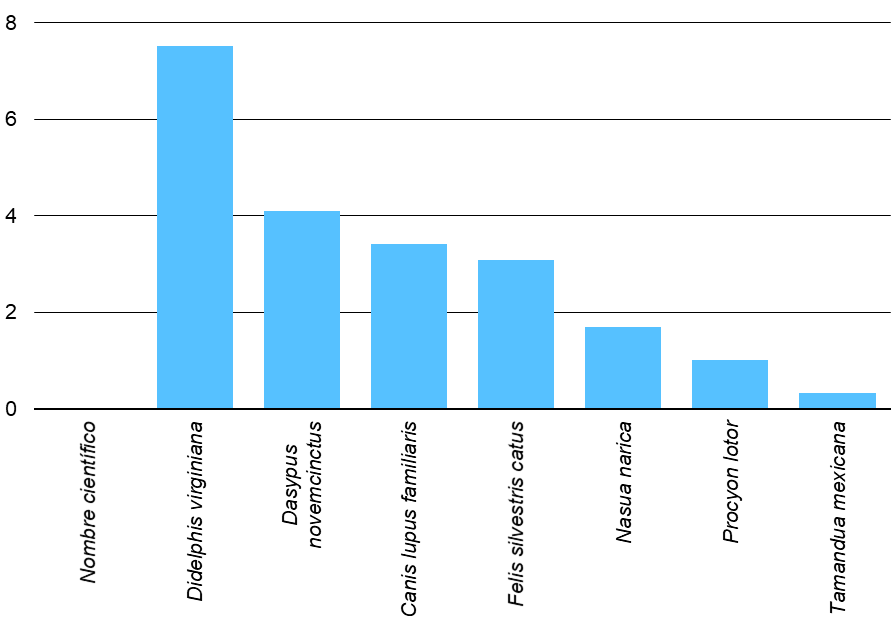 8
6
4
2
0
Nombre científico
Didelphis virginiana
Dasypus
novemcinctus
Canis lupus familiaris
Felis silvestris catus
Nasua narica
Procyon lotor
Tamandua mexicana